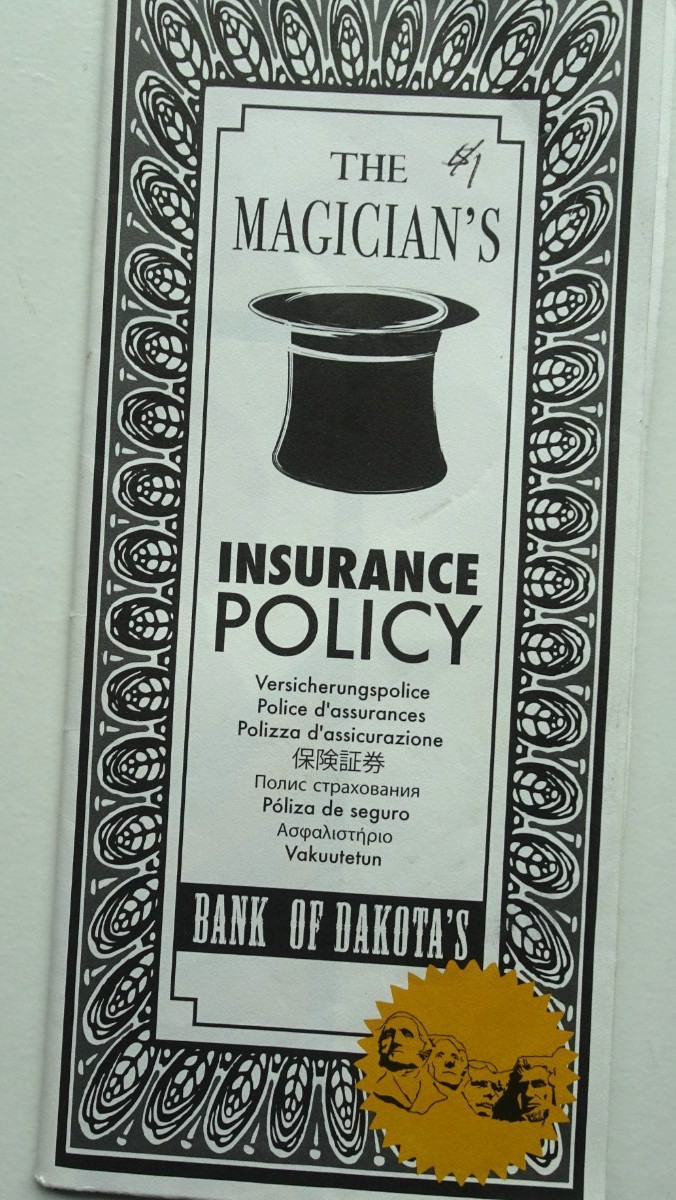 THE
MAGICIAN'S
INSURANCE
POLICY
Versicherungspolice
Police d'assurances
Polizza d'assicurazione
保険証券
Полис страхования
Póliza de seguro
Ασφαλιστήριο
Vakuutetun
BANK OF DAKOTA'S